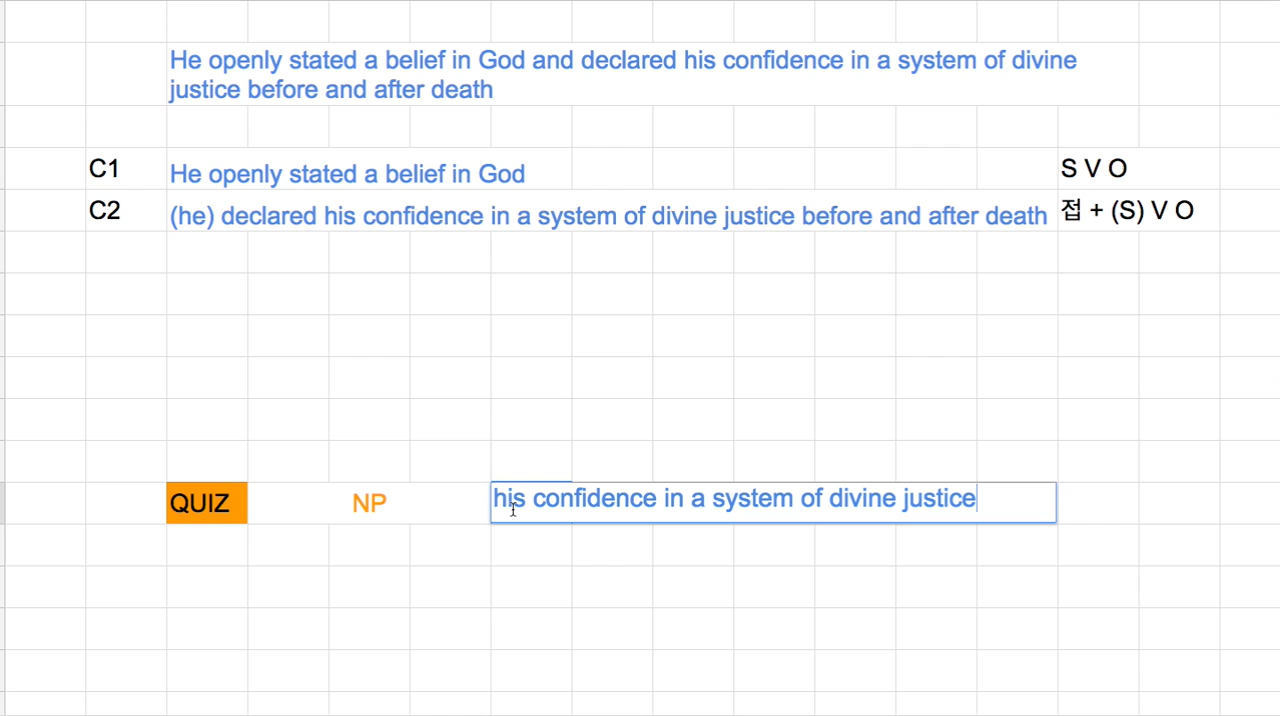 He openly stated a belief in God and declared his confidence in a system of divine
justice before and after death
C1 He openly stated a belief in God S V O
C2 (he) declared his confidence in a system of divine justice before and after death 접 + (S) V O
QUIZ NP his confidence in a system of divine justice